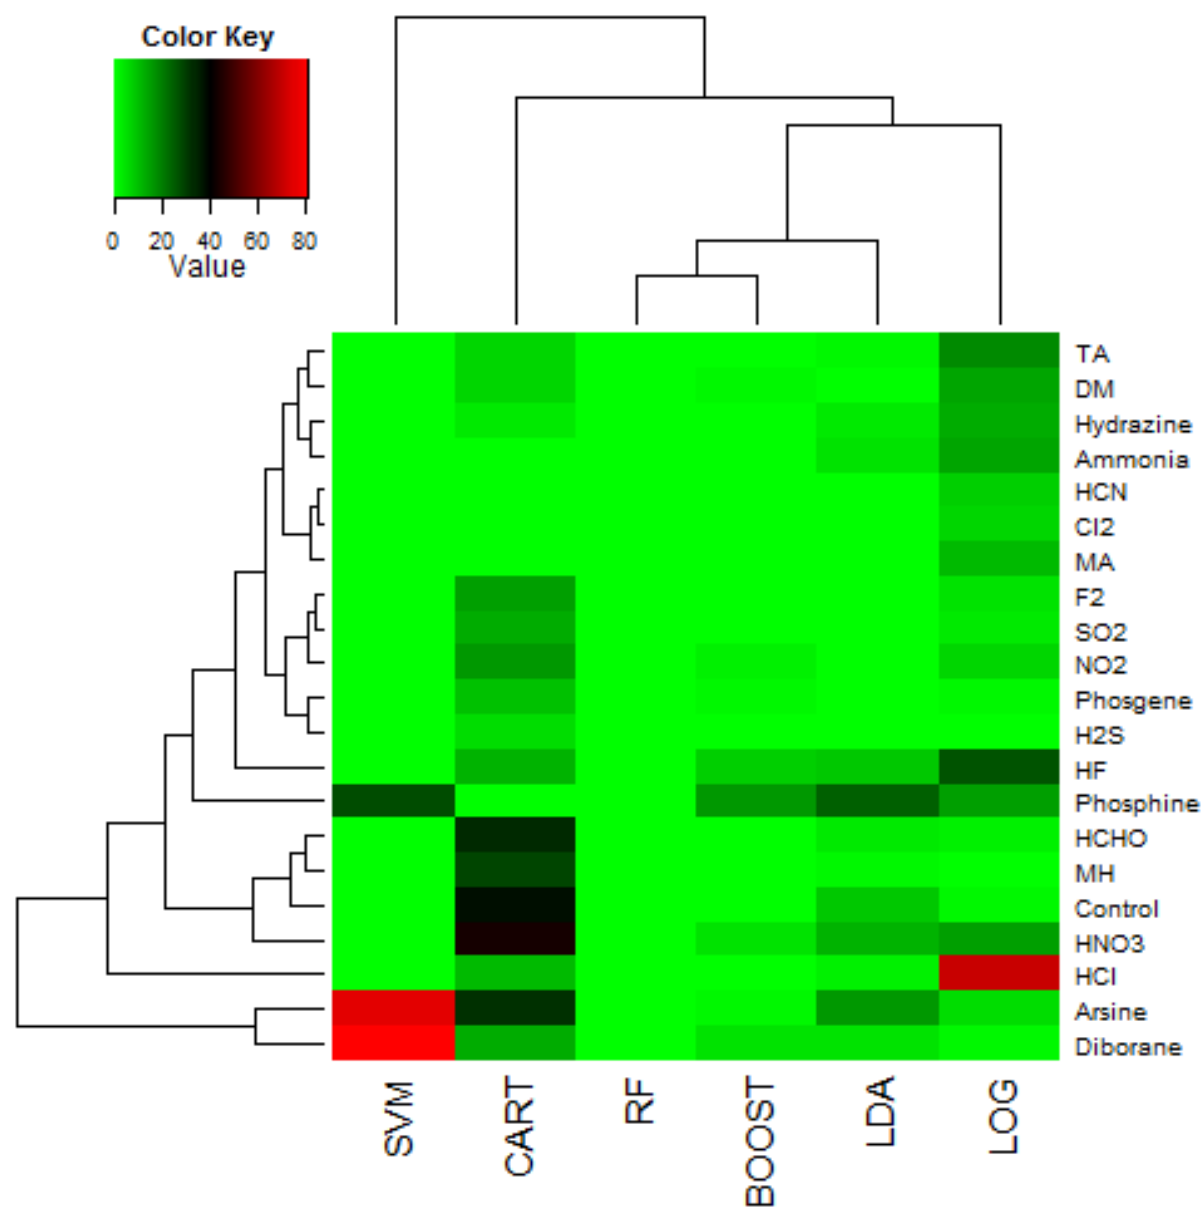 Color Key
0 20 40 60 80
Value
TA
DM
Hydrazine
Ammonia
HCN
Cl2
MA
F2
SO2
NO2
Phosgene
H2S
HF
Phosphine
HCHO
MH
Control
HNO3
HCl
Arsine
Diborane
SVM
CART
RF
BOOST
LDA
LOG